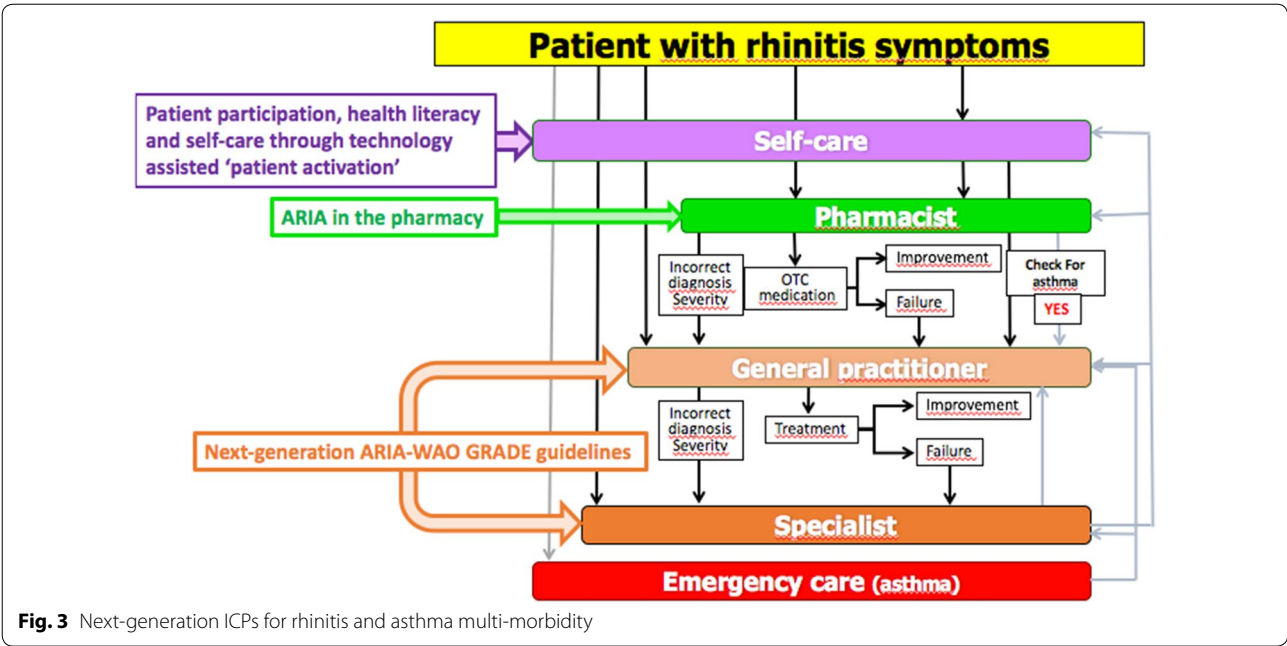 Patient with rhinitis symptoms
Patient participation, health literacy
and self-care through technology
assisted ‘patient activation’
Self-care
ARIA in the pharmacy
Pharmacist
Incorrect
diagnosis
Severity
OTC
medication
Improvement
Failure
Check For
asthma
YES
General practitioner
Incorrect
diagnosis
Severity
Treatment
Improvement
Failure
Next-generation ARIA-WAO GRADE guidelines
Specialist
Emergency care (asthma)
Fig. 3 Next-generation ICPs for rhinitis and asthma multi-morbidity